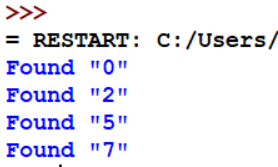 >>>
= RESTART: C:/Users/
Found "0"
Found "2"
Found "5"
Found "7"